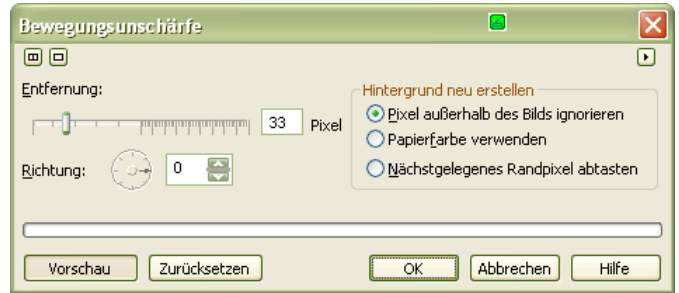 Bewegungsunschärfe
Entfernung:
33 Pixel
Richtung:
0
Hintergrund neu erstellen
Pixel außerhalb des Bilds ignorieren
Papierfarbe verwenden
Nächstgelegenes Randpixel abtasten
Vorschau Zurücksetzen OK Abbrechen Hilfe